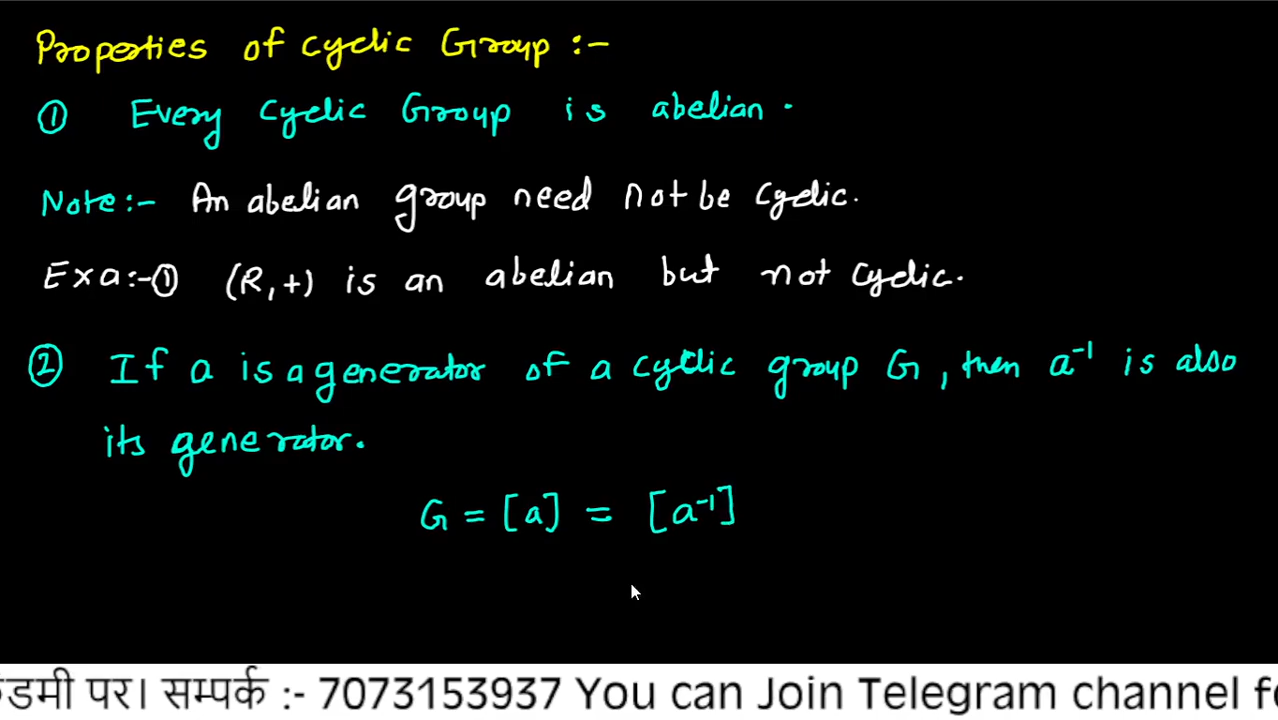 Properties of Cyclic Group :-
① Every Cyclic Group is abelian.
Note:- An abelian group need not be Cyclic.
Exa:-① (R,+) is an abelian but not Cyclic.
② If a is a generator of a cyclic group G, then a⁻¹ is also
its generator.
G = [a] = [a⁻¹]
पर। सम्पर्क :- 7073153937 You can Join Telegram channel